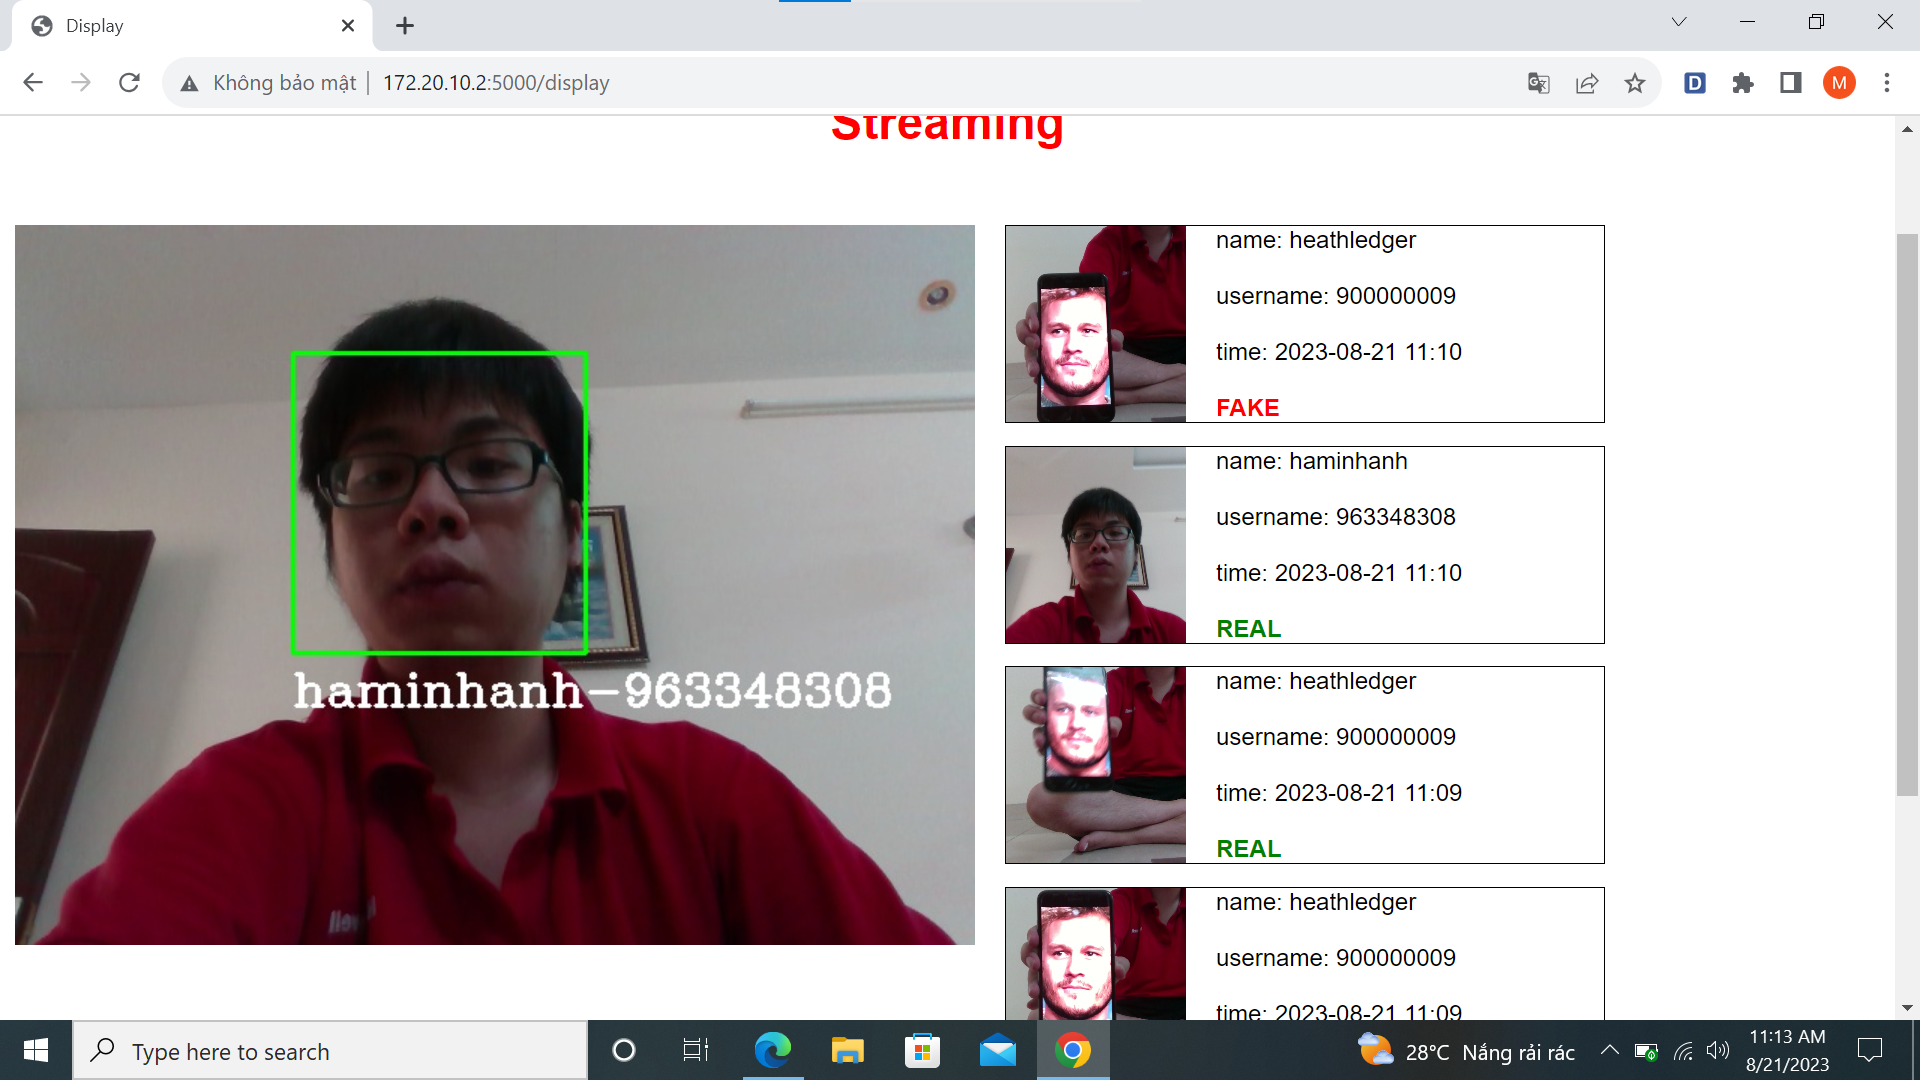 Display
Không bảo mật | 172.20.10.2:5000/display
D
M
Streaming
haminhanh-963348308
name: heathledger
username: 900000009
time: 2023-08-21 11:10
FAKE
name: haminhanh
username: 963348308
time: 2023-08-21 11:10
REAL
name: heathledger
username: 900000009
time: 2023-08-21 11:09
REAL
name: heathledger
username: 900000009
time: 2023-08-21 11:09
Type here to search
28°C Nắng rải rác
11:13 AM
8/21/2023